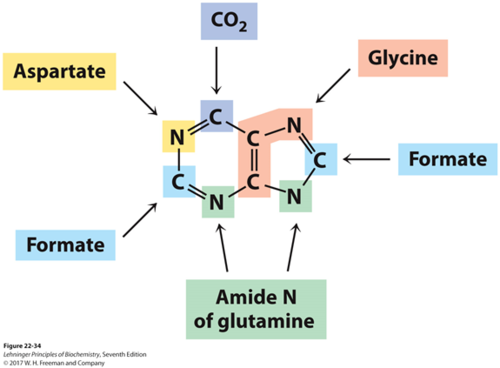 CO2
Aspartate
Glycine
C
N
C
N
C
Formate
C
C
N
N
Formate
Amide N
of glutamine
Figure 22-34
Lehninger Principles of Biochemistry, Seventh Edition
© 2017 W. H. Freeman and Company